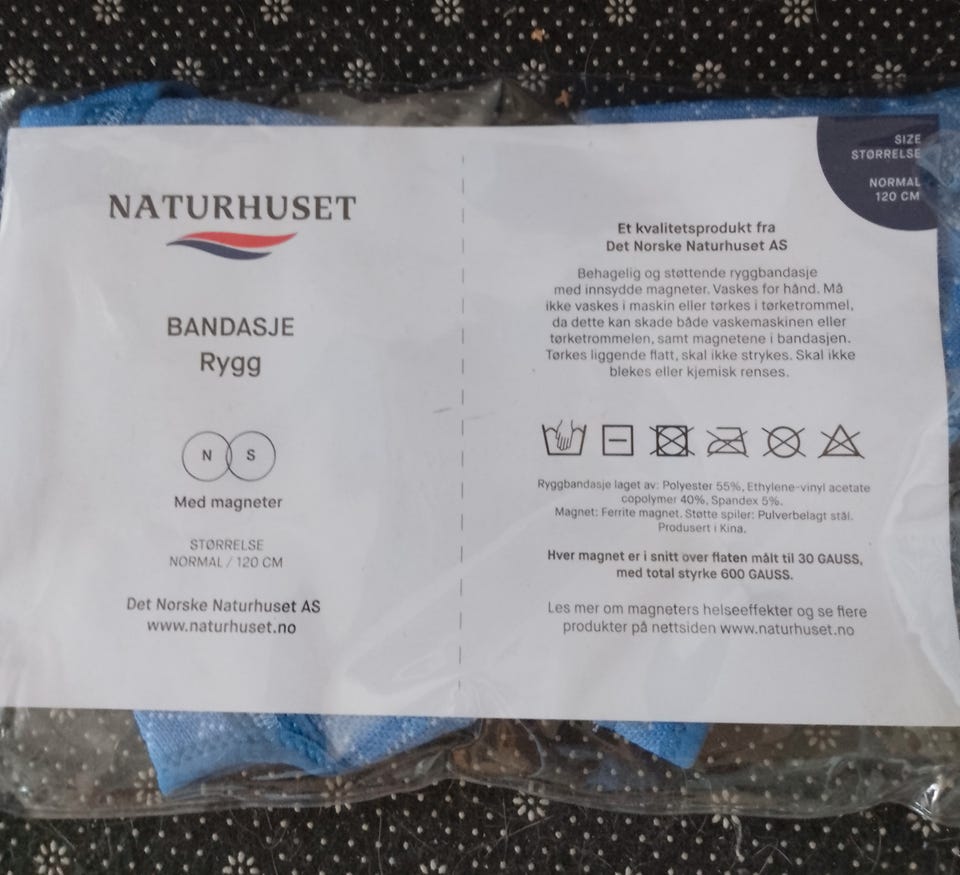 NATURHUSET
BANDASJE
Rygg
N S
Med magneter
STØRRELSE
NORMAL / 120 CM
Det Norske Naturhuset AS
www.naturhuset.no
SIZE
STØRRELSE
NORMAL
120 CM
Et kvalitetsprodukt fra
Det Norske Naturhuset AS
Behagelig og støttende ryggbandasje
med innsydde magneter. Vaskes for hånd. Må
ikke vaskes i maskin eller tørkes i tørketrommel,
da dette kan skade både vaskemaskinen eller
tørketrommelen, samt magnetene i bandasjen.
Tørkes liggende flatt, skal ikke strykes. Skal ikke
blekes eller kjemisk renses.
Ryggbandasje laget av: Polyester 55%, Ethylene-vinyl acetate
copolymer 40%, Spandex 5%.
Magnet: Ferrite magnet. Støtte spiler: Pulverbelagt stål.
Produsert i Kina.
Hver magnet er i snitt over flaten målt til 30 GAUSS,
med total styrke 600 GAUSS.
Les mer om magneters helseeffekter og se flere
produkter på nettsiden www.naturhuset.no